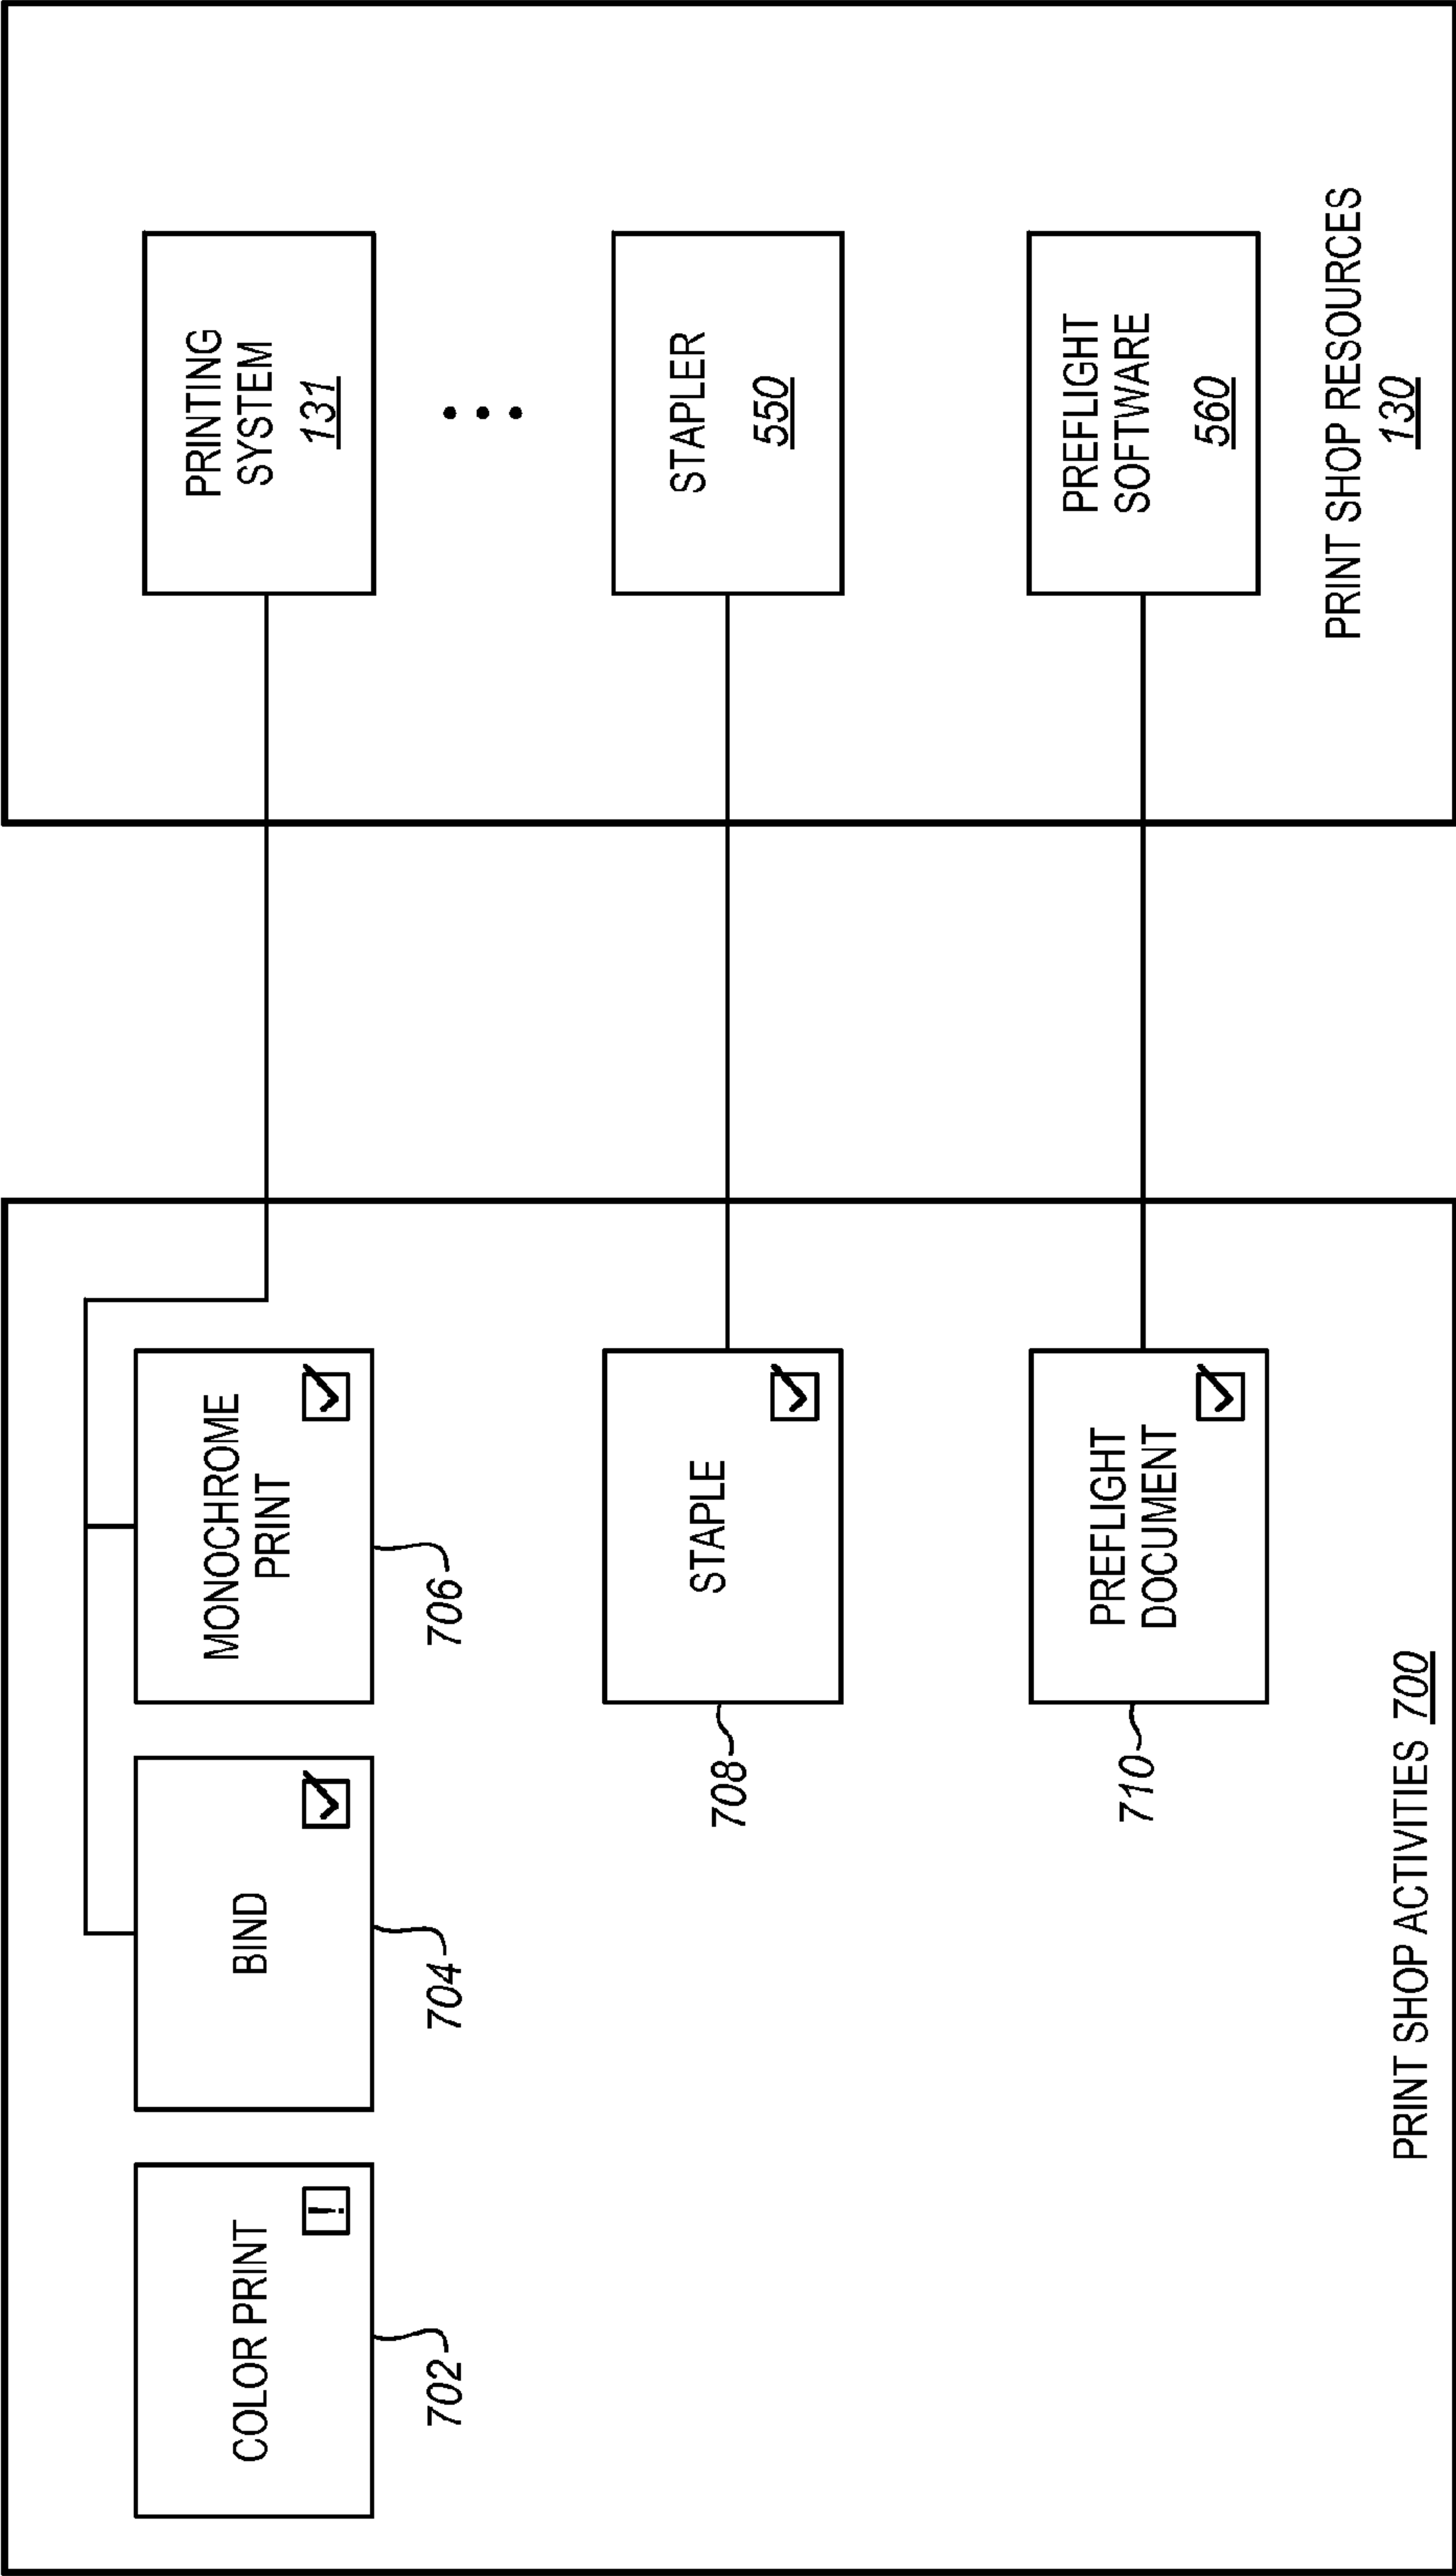 COLOR PRINT
!
702
BIND
704
MONOCHROME
PRINT
706
STAPLE
708
PREFLIGHT
DOCUMENT
710
PRINT SHOP ACTIVITIES 700
PRINTING
SYSTEM
131
STAPLER
550
PREFLIGHT
SOFTWARE
560
PRINT SHOP RESOURCES
130